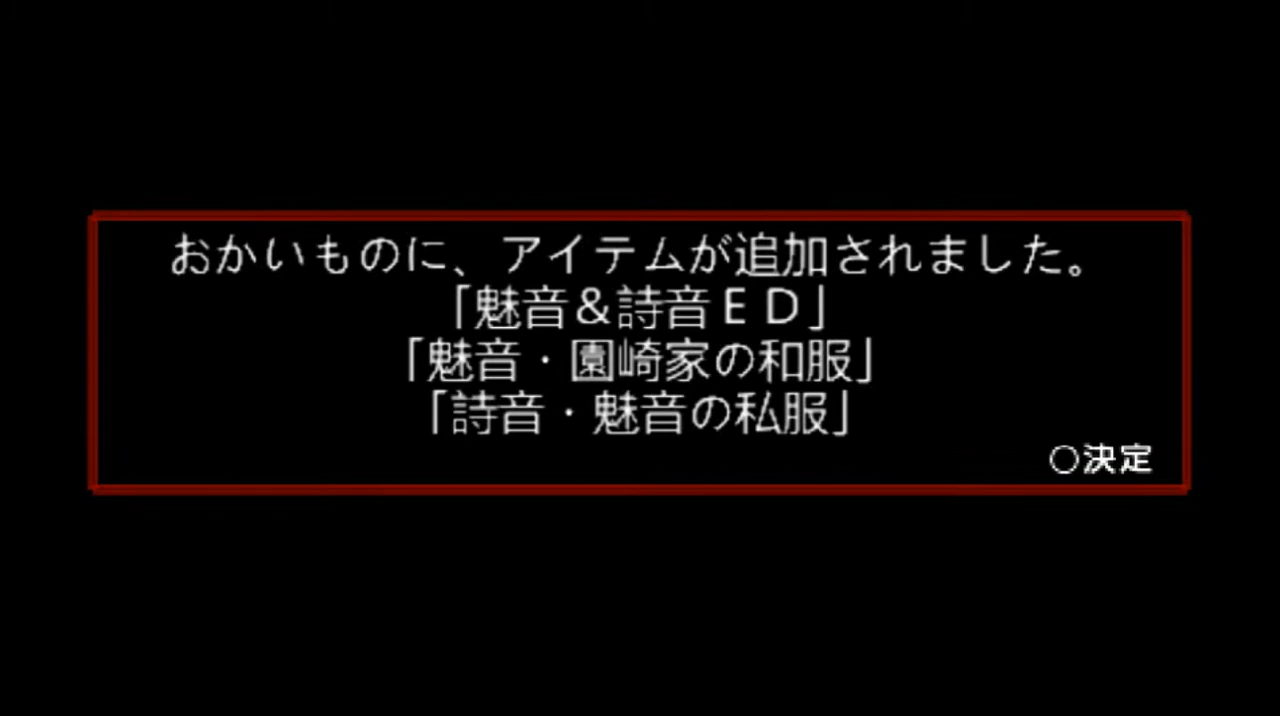 おかいものに、アイテムが追加されました。
「魅音＆詩音ＥＤ」
「魅音・園崎家の和服」
「詩音・魅音の私服」
○決定